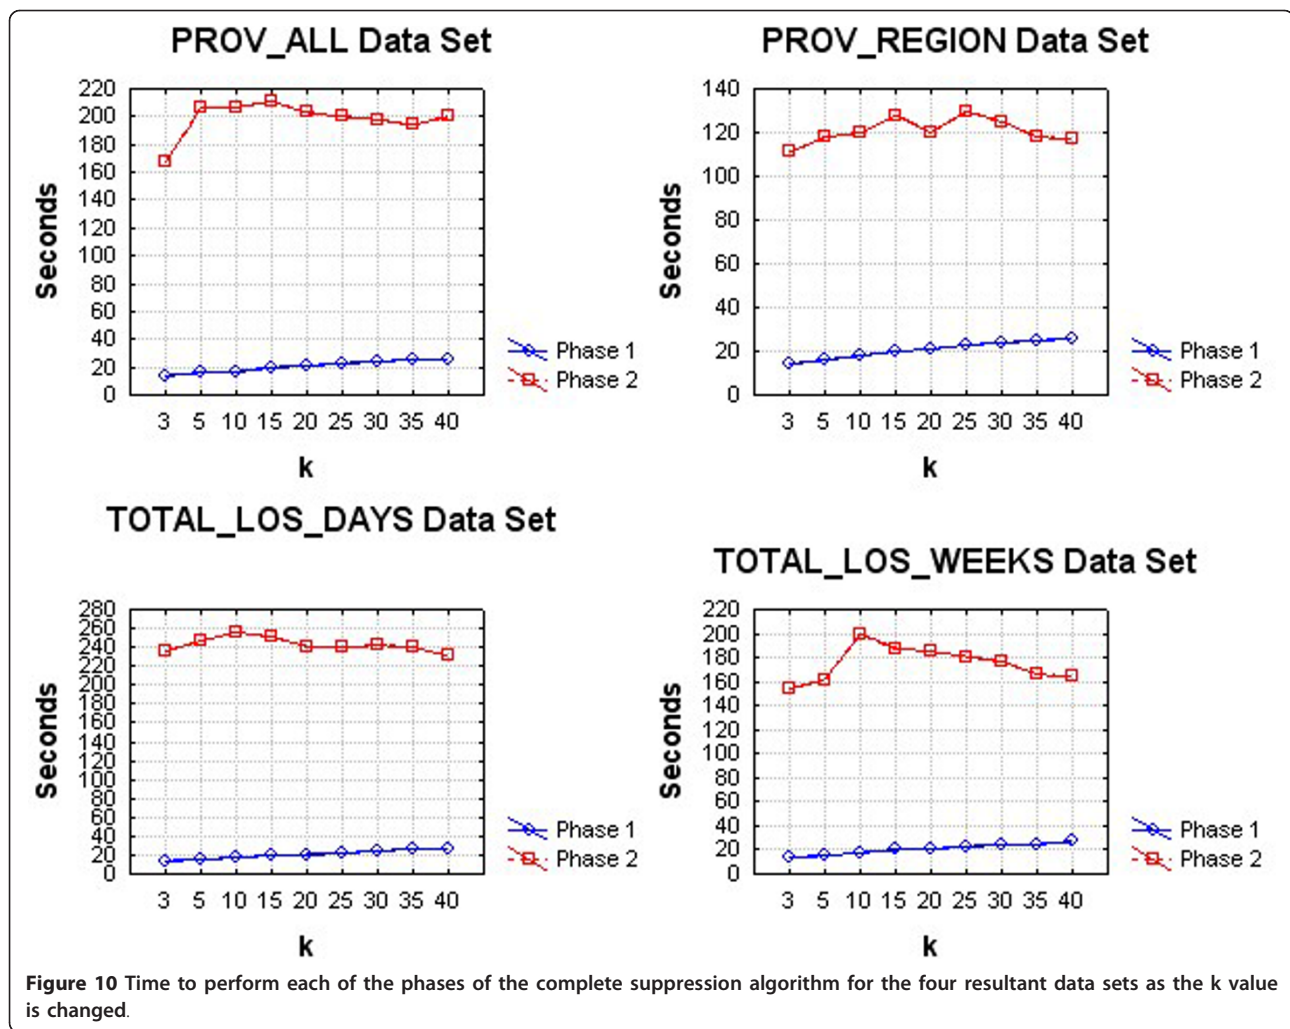 PROV_ALL Data Set
220
200
180
160
140
120
100
80
60
40
20
0
Seconds
3 5 10 15 20 25 30 35 40
k
Phase 1
Phase 2
PROV_REGION Data Set
140
120
100
80
60
40
20
0
Seconds
3 5 10 15 20 25 30 35 40
k
Phase 1
Phase 2
TOTAL_LOS_DAYS Data Set
280
260
240
220
200
180
160
140
120
100
80
60
40
20
0
Seconds
3 5 10 15 20 25 30 35 40
k
Phase 1
Phase 2
TOTAL_LOS_WEEKS Data Set
220
200
180
160
140
120
100
80
60
40
20
0
Seconds
3 5 10 15 20 25 30 35 40
k
Phase 1
Phase 2
Figure 10 Time to perform each of the phases of the complete suppression algorithm for the four resultant data sets as the k value
is changed.